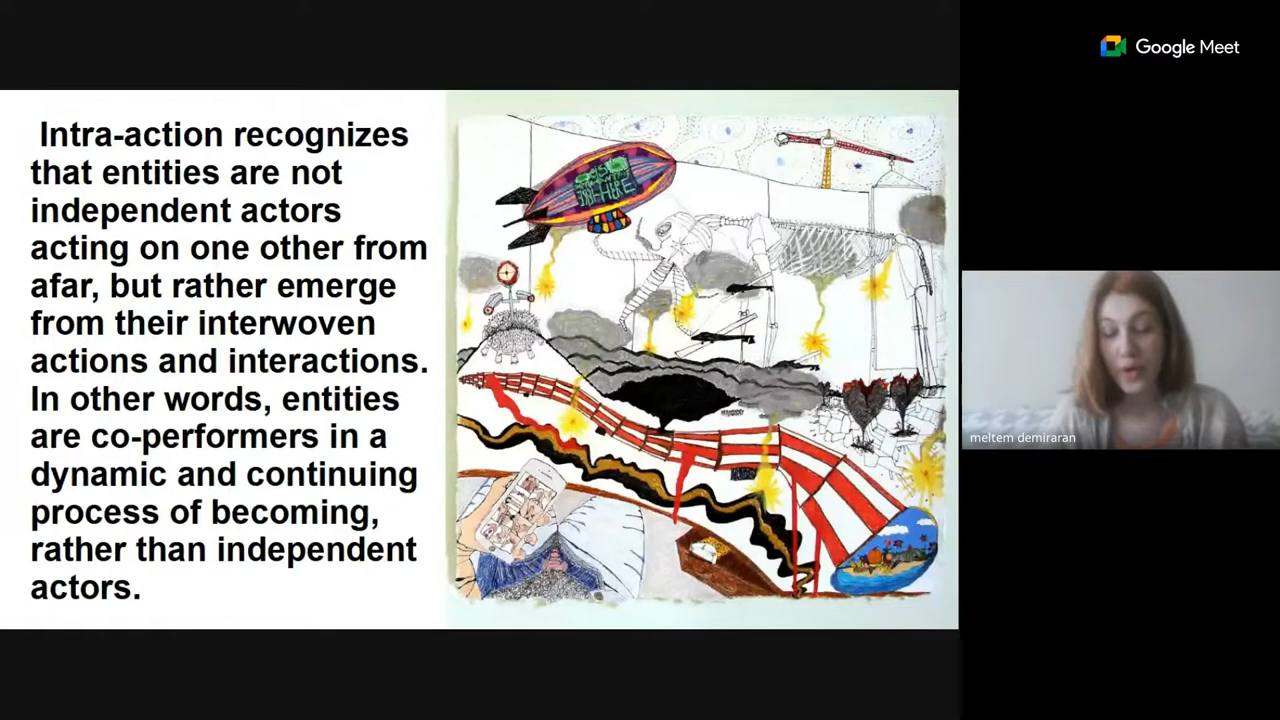 Intra-action recognizes
that entities are not
independent actors
acting on one other from
afar, but rather emerge
from their interwoven
actions and interactions.
In other words, entities
are co-performers in a
dynamic and continuing
process of becoming,
rather than independent
actors.
Google Meet
meltem demiraran